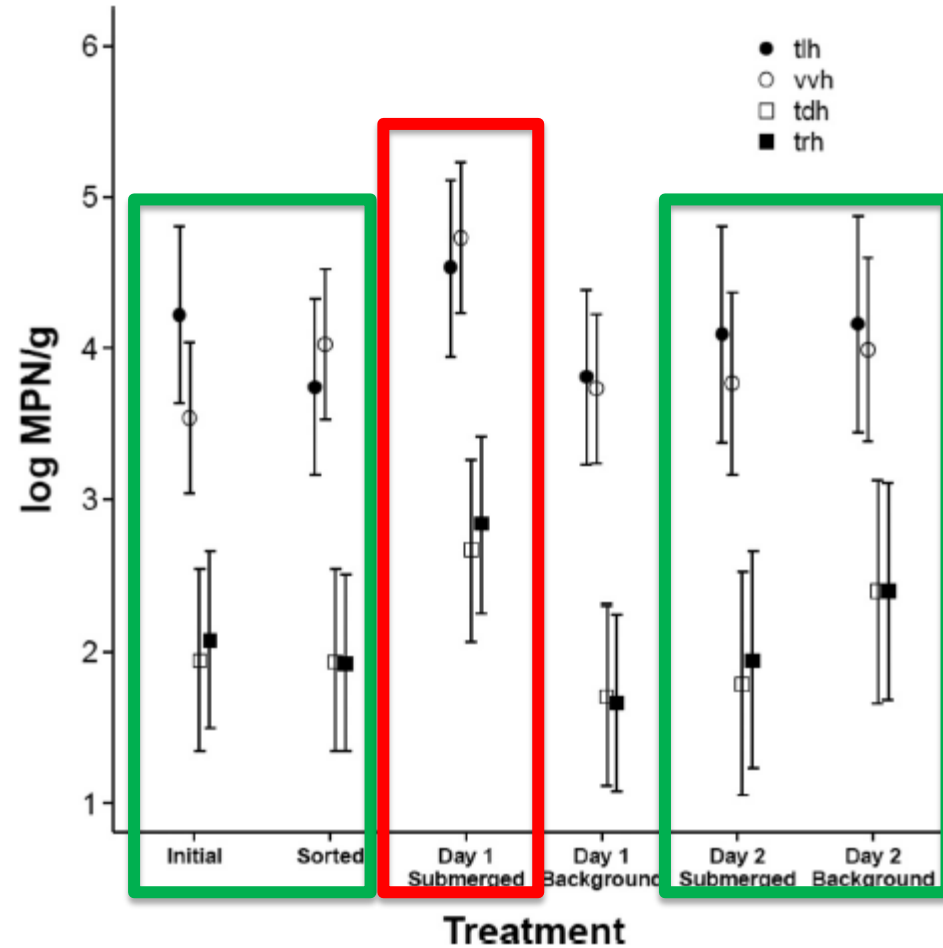 6
5
4
3
2
1
log MPN/g
tlh
vvh
tdh
trh
Initial
Sorted
Day 1
Submerged
Day 1
Background
Day 2
Submerged
Day 2
Background
Treatment